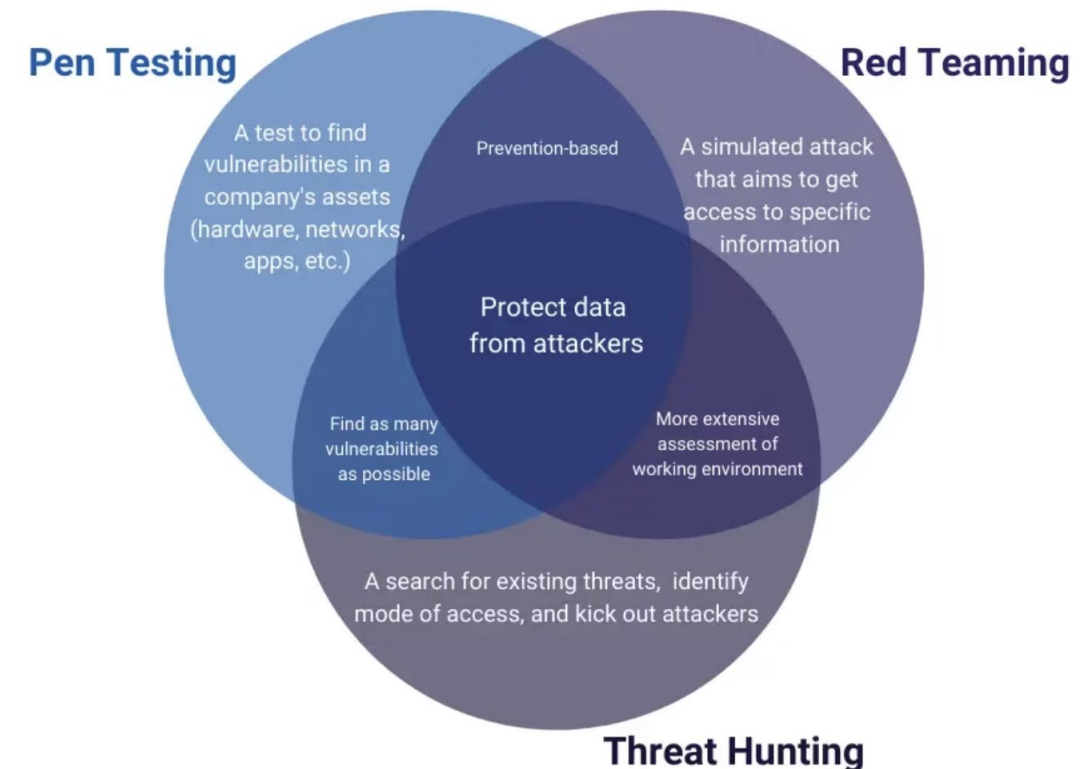 Pen Testing
Red Teaming
A test to find
vulnerabilities in a
company's assets
(hardware, networks,
apps, etc.)
Prevention-based
A simulated attack
that aims to get
access to specific
information
Protect data
from attackers
Find as many
vulnerabilities
as possible
More extensive
assessment of
working environment
A search for existing threats,  identify
mode of access, and kick out attackers
Threat Hunting